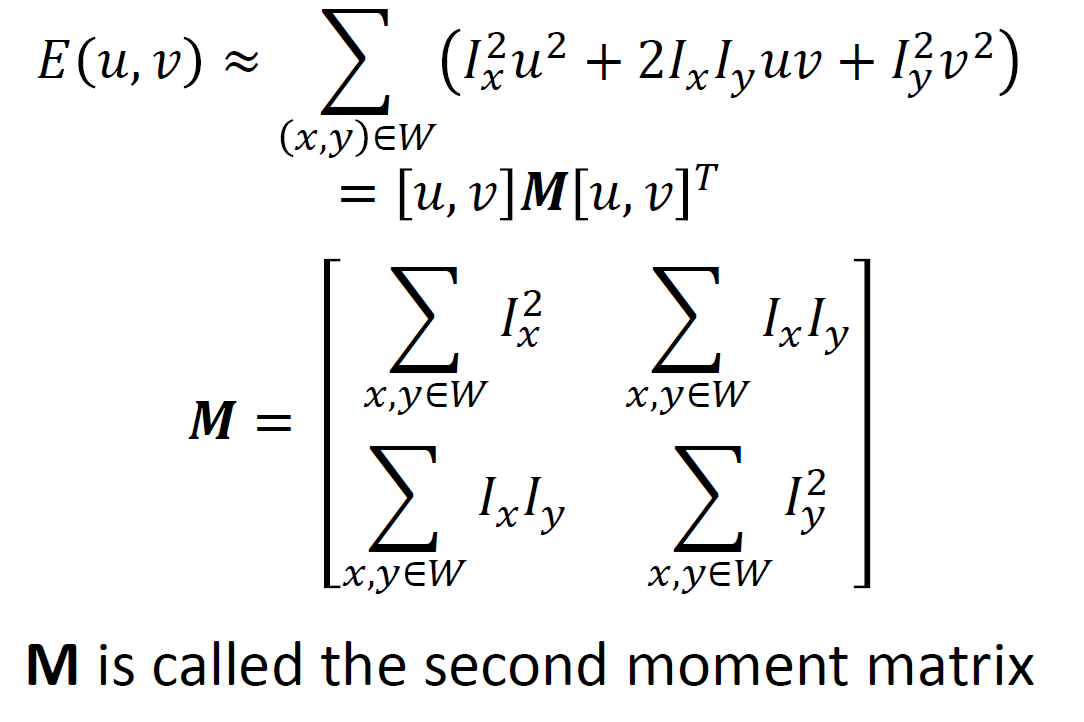 E(u, v) ≈ ∑_{(x,y)∈W} (I_x^2 u^2 + 2I_x I_y uv + I_y^2 v^2)
= [u, v]M[u, v]^T
M = [ ∑_{x,y∈W} I_x^2   ∑_{x,y∈W} I_x I_y
∑_{x,y∈W} I_x I_y   ∑_{x,y∈W} I_y^2 ]
M is called the second moment matrix